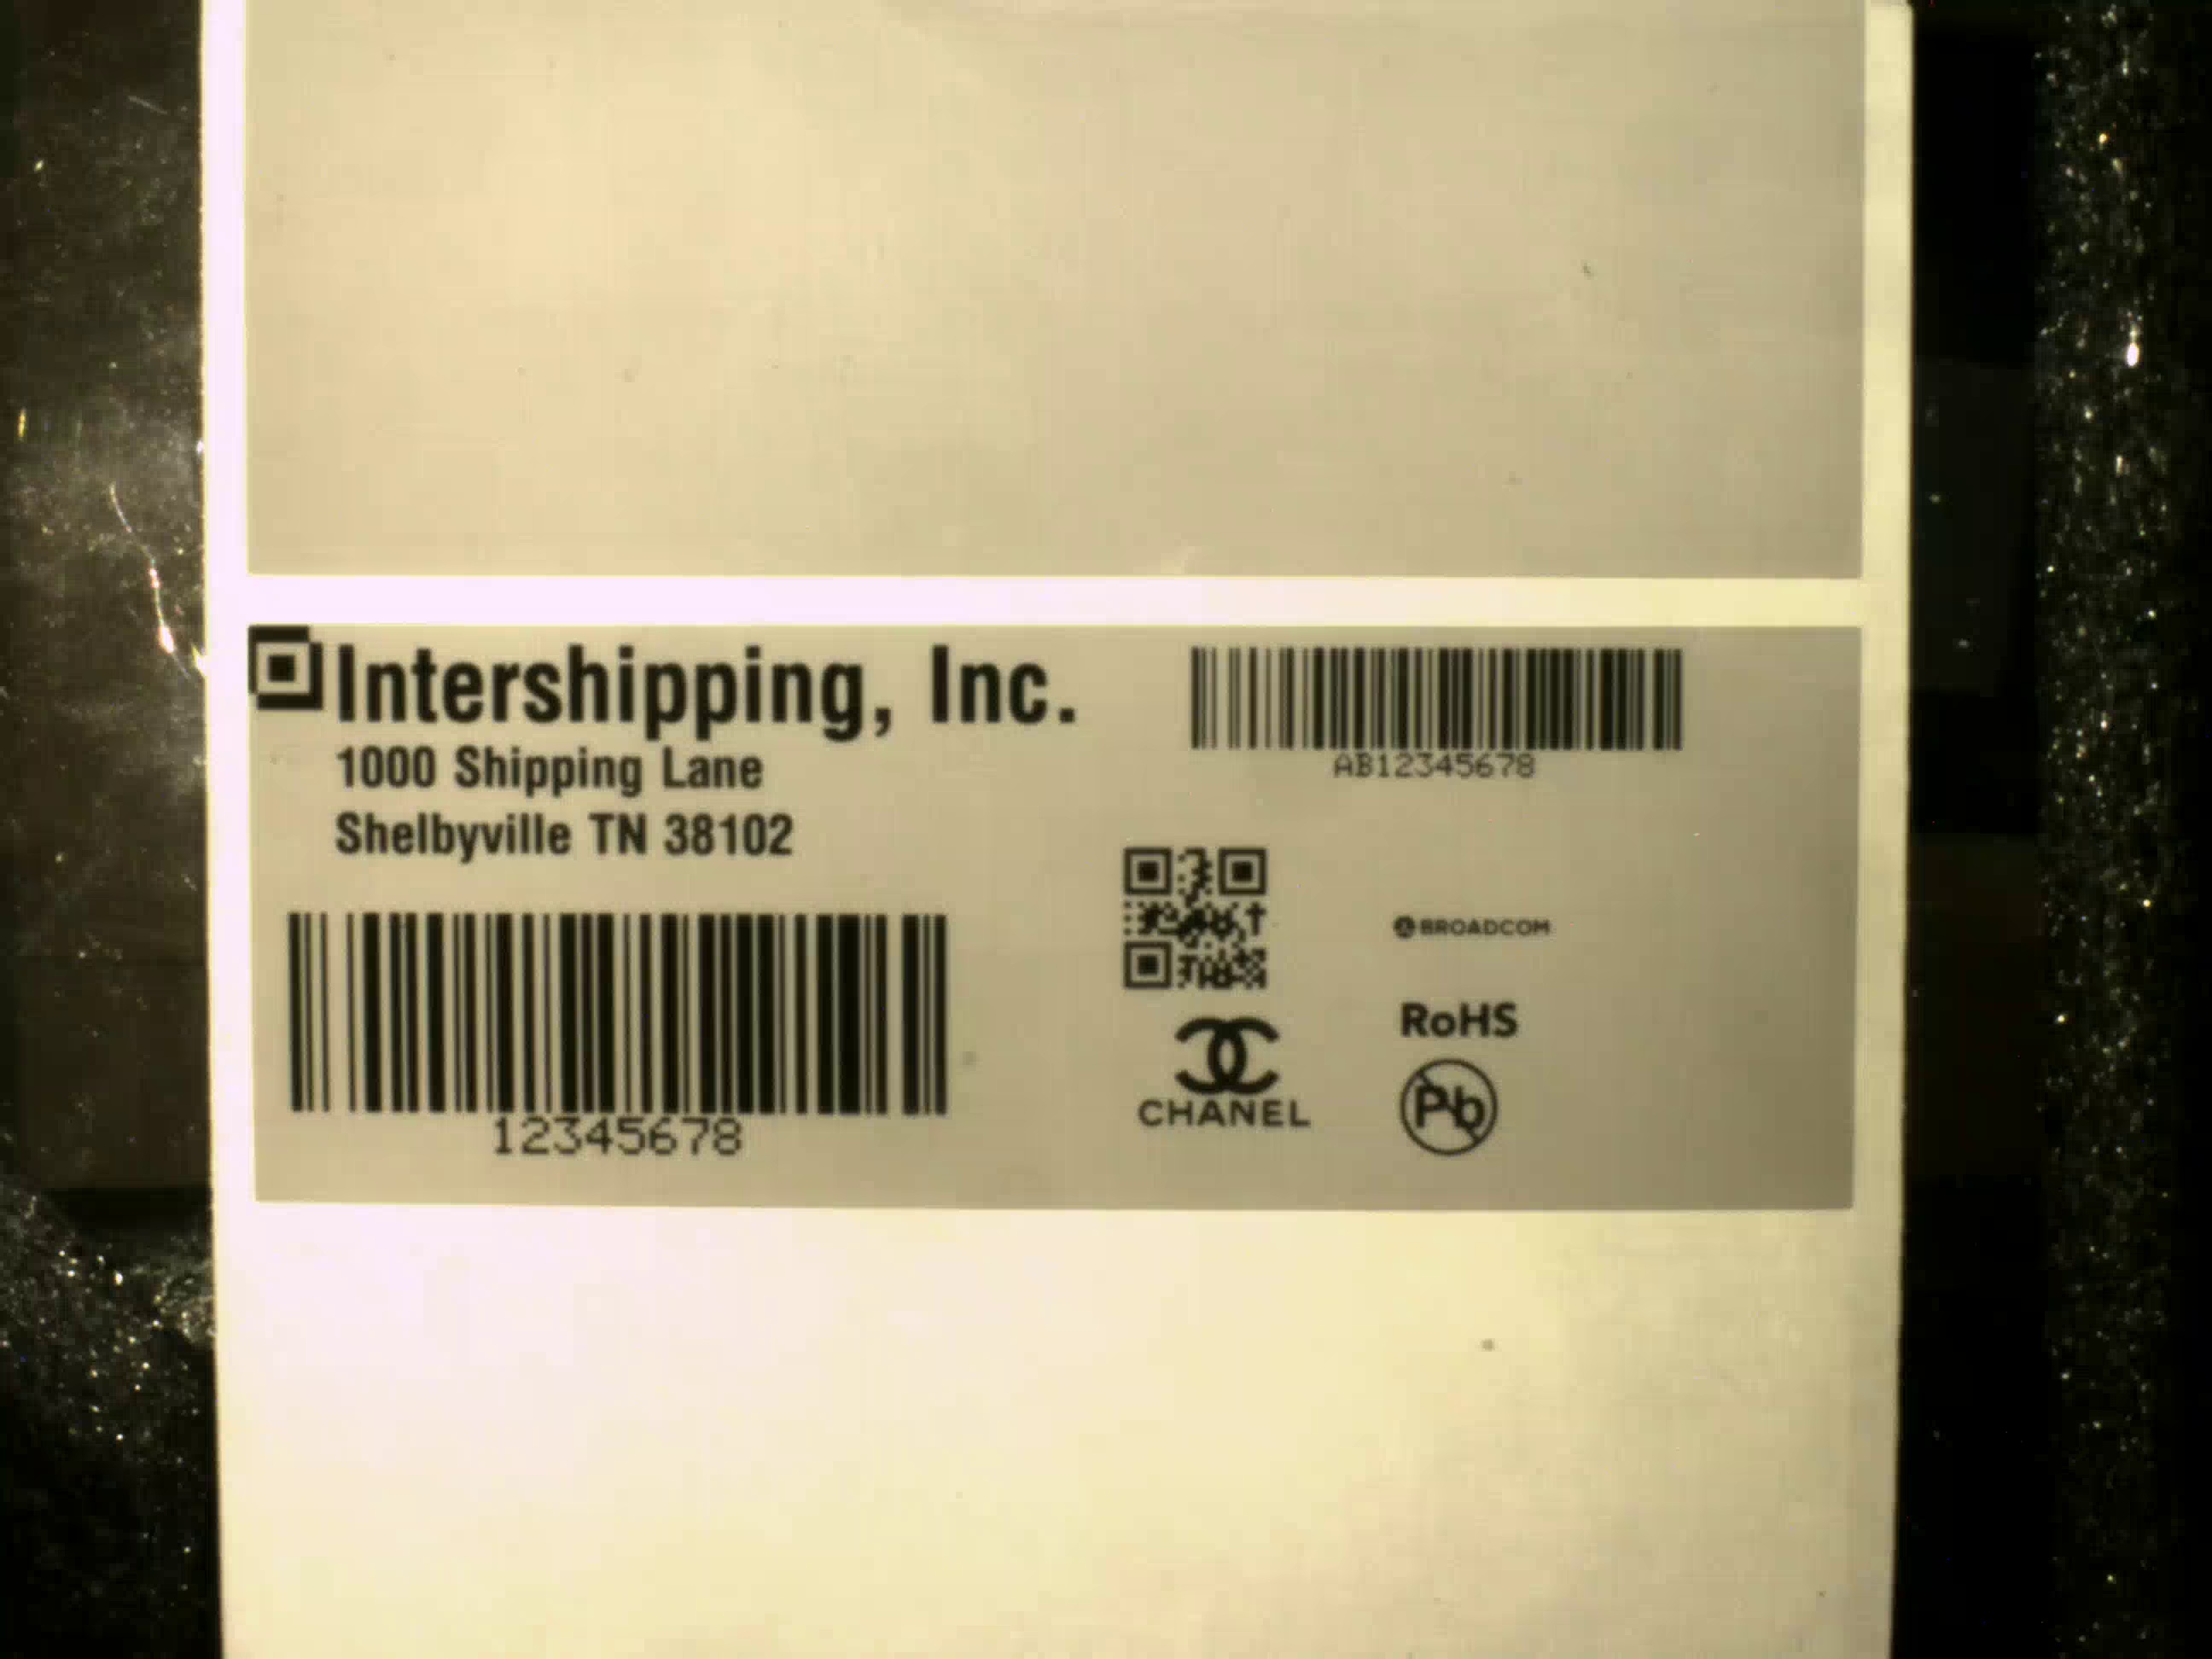 Intershipping, Inc.
1000 Shipping Lane
Shelbyville TN 38102
12345678
AB12345678
BROADCOM
RoHS
Pb
CHANEL